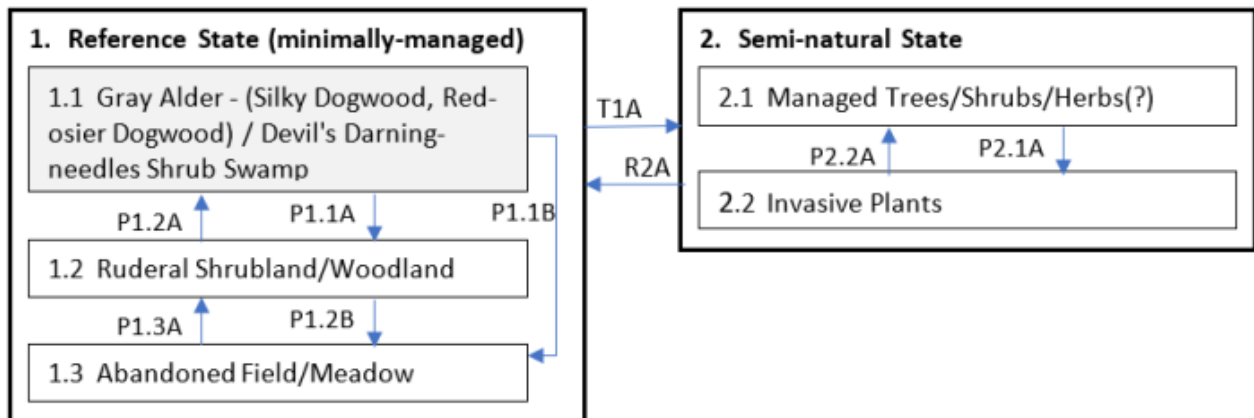 1. Reference State (minimally-managed)
1.1 Gray Alder - (Silky Dogwood, Red-
osier Dogwood) / Devil's Darning-
needles Shrub Swamp
P1.2A
P1.1A
P1.1B
1.2 Ruderal Shrubland/Woodland
P1.3A
P1.2B
1.3 Abandoned Field/Meadow
T1A
R2A
2. Semi-natural State
2.1 Managed Trees/Shrubs/Herbs(?)
P2.2A
P2.1A
2.2 Invasive Plants